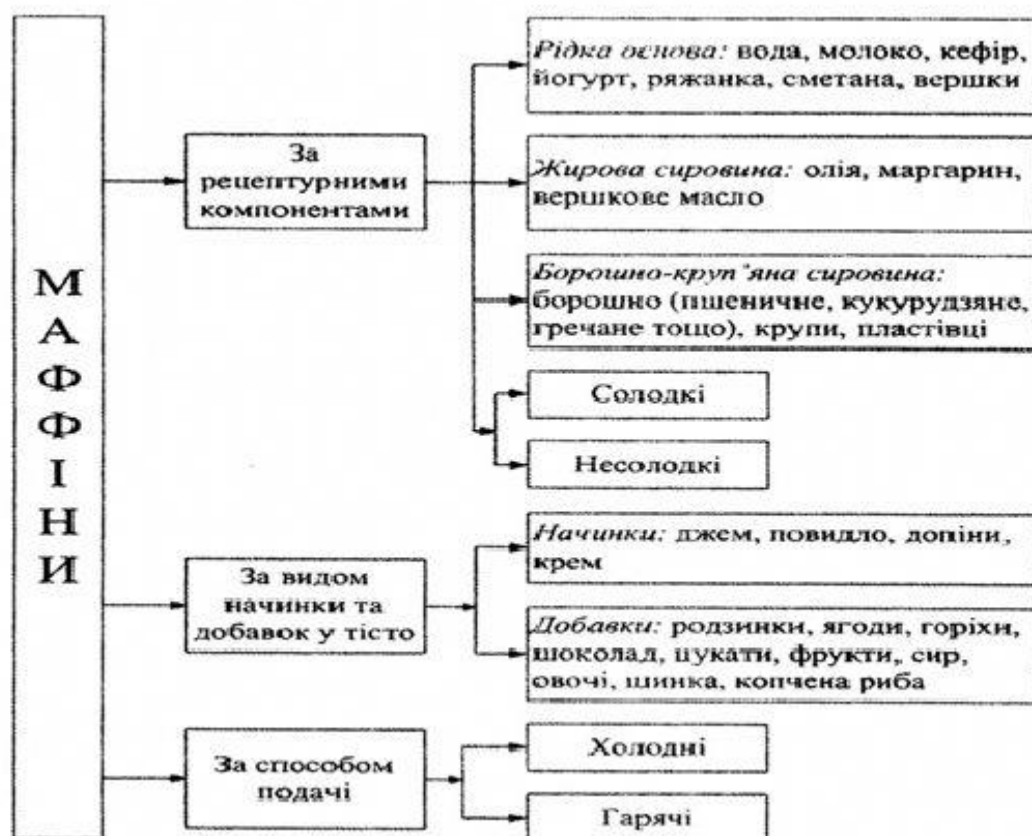 МАФФІНИ
За
рецептурними
компонентами
Рідка основа: вода, молоко, кефір,
йогурт, ряжанка, сметана, вершки
Жирова сировина: олія, маргарин,
вершкове масло
Борошно-круп᾽яна сировина:
борошно (пшеничне, кукурудзяне,
гречане тощо), крупи, пластівці
Солодкі
Несолодкі
За видом
начинки та
добавок у тісто
Начинки: джем, повидло, допіни,
крем
Добавки: родзинки, ягоди, горіхи,
шоколад, цукати, фрукти, сир,
овочі, шинка, копчена риба
За способом
подачі
Холодні
Гарячі